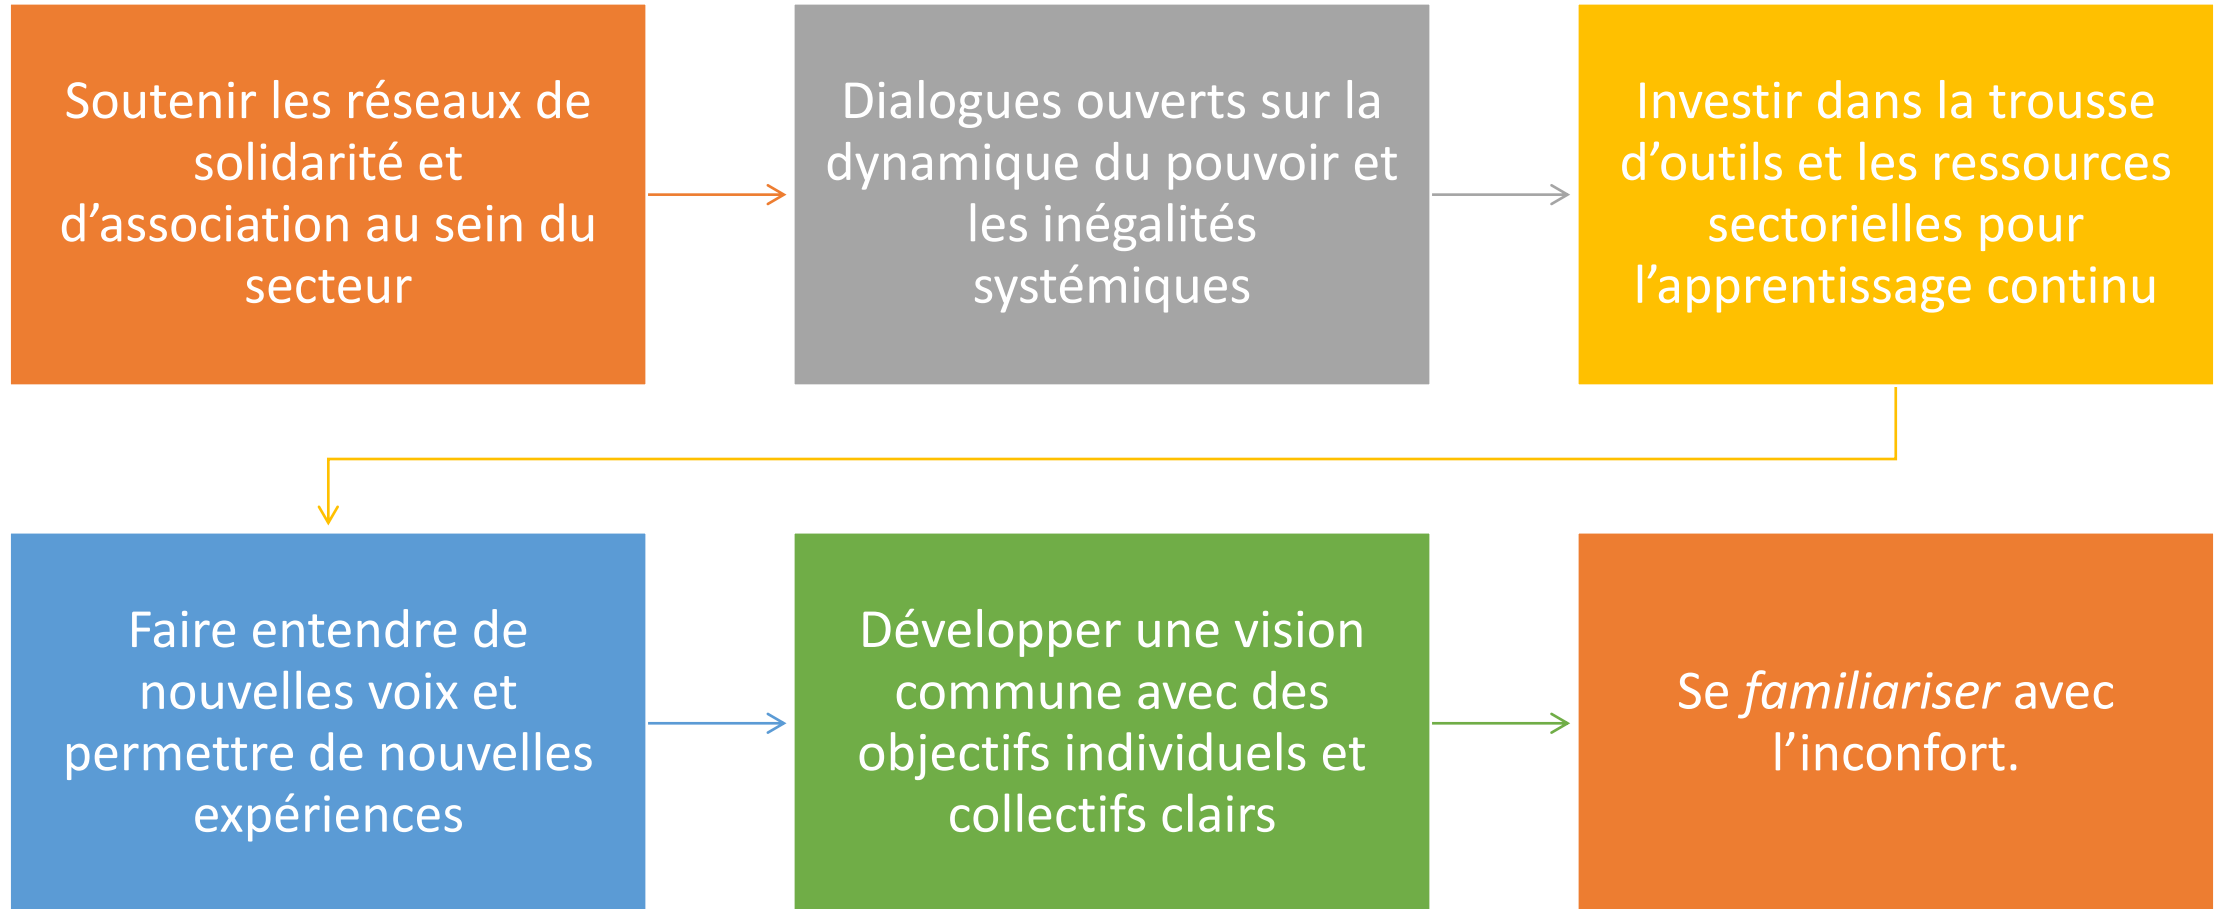 Soutenir les réseaux de
solidarité et
d’association au sein du
secteur
Dialogues ouverts sur la
dynamique du pouvoir et
les inégalités
systémiques
Investir dans la trousse
d’outils et les ressources
sectorielles pour
l’apprentissage continu
Faire entendre de
nouvelles voix et
permettre de nouvelles
expériences
Développer une vision
commune avec des
objectifs individuels et
collectifs clairs
Se familiariser avec
l’inconfort.